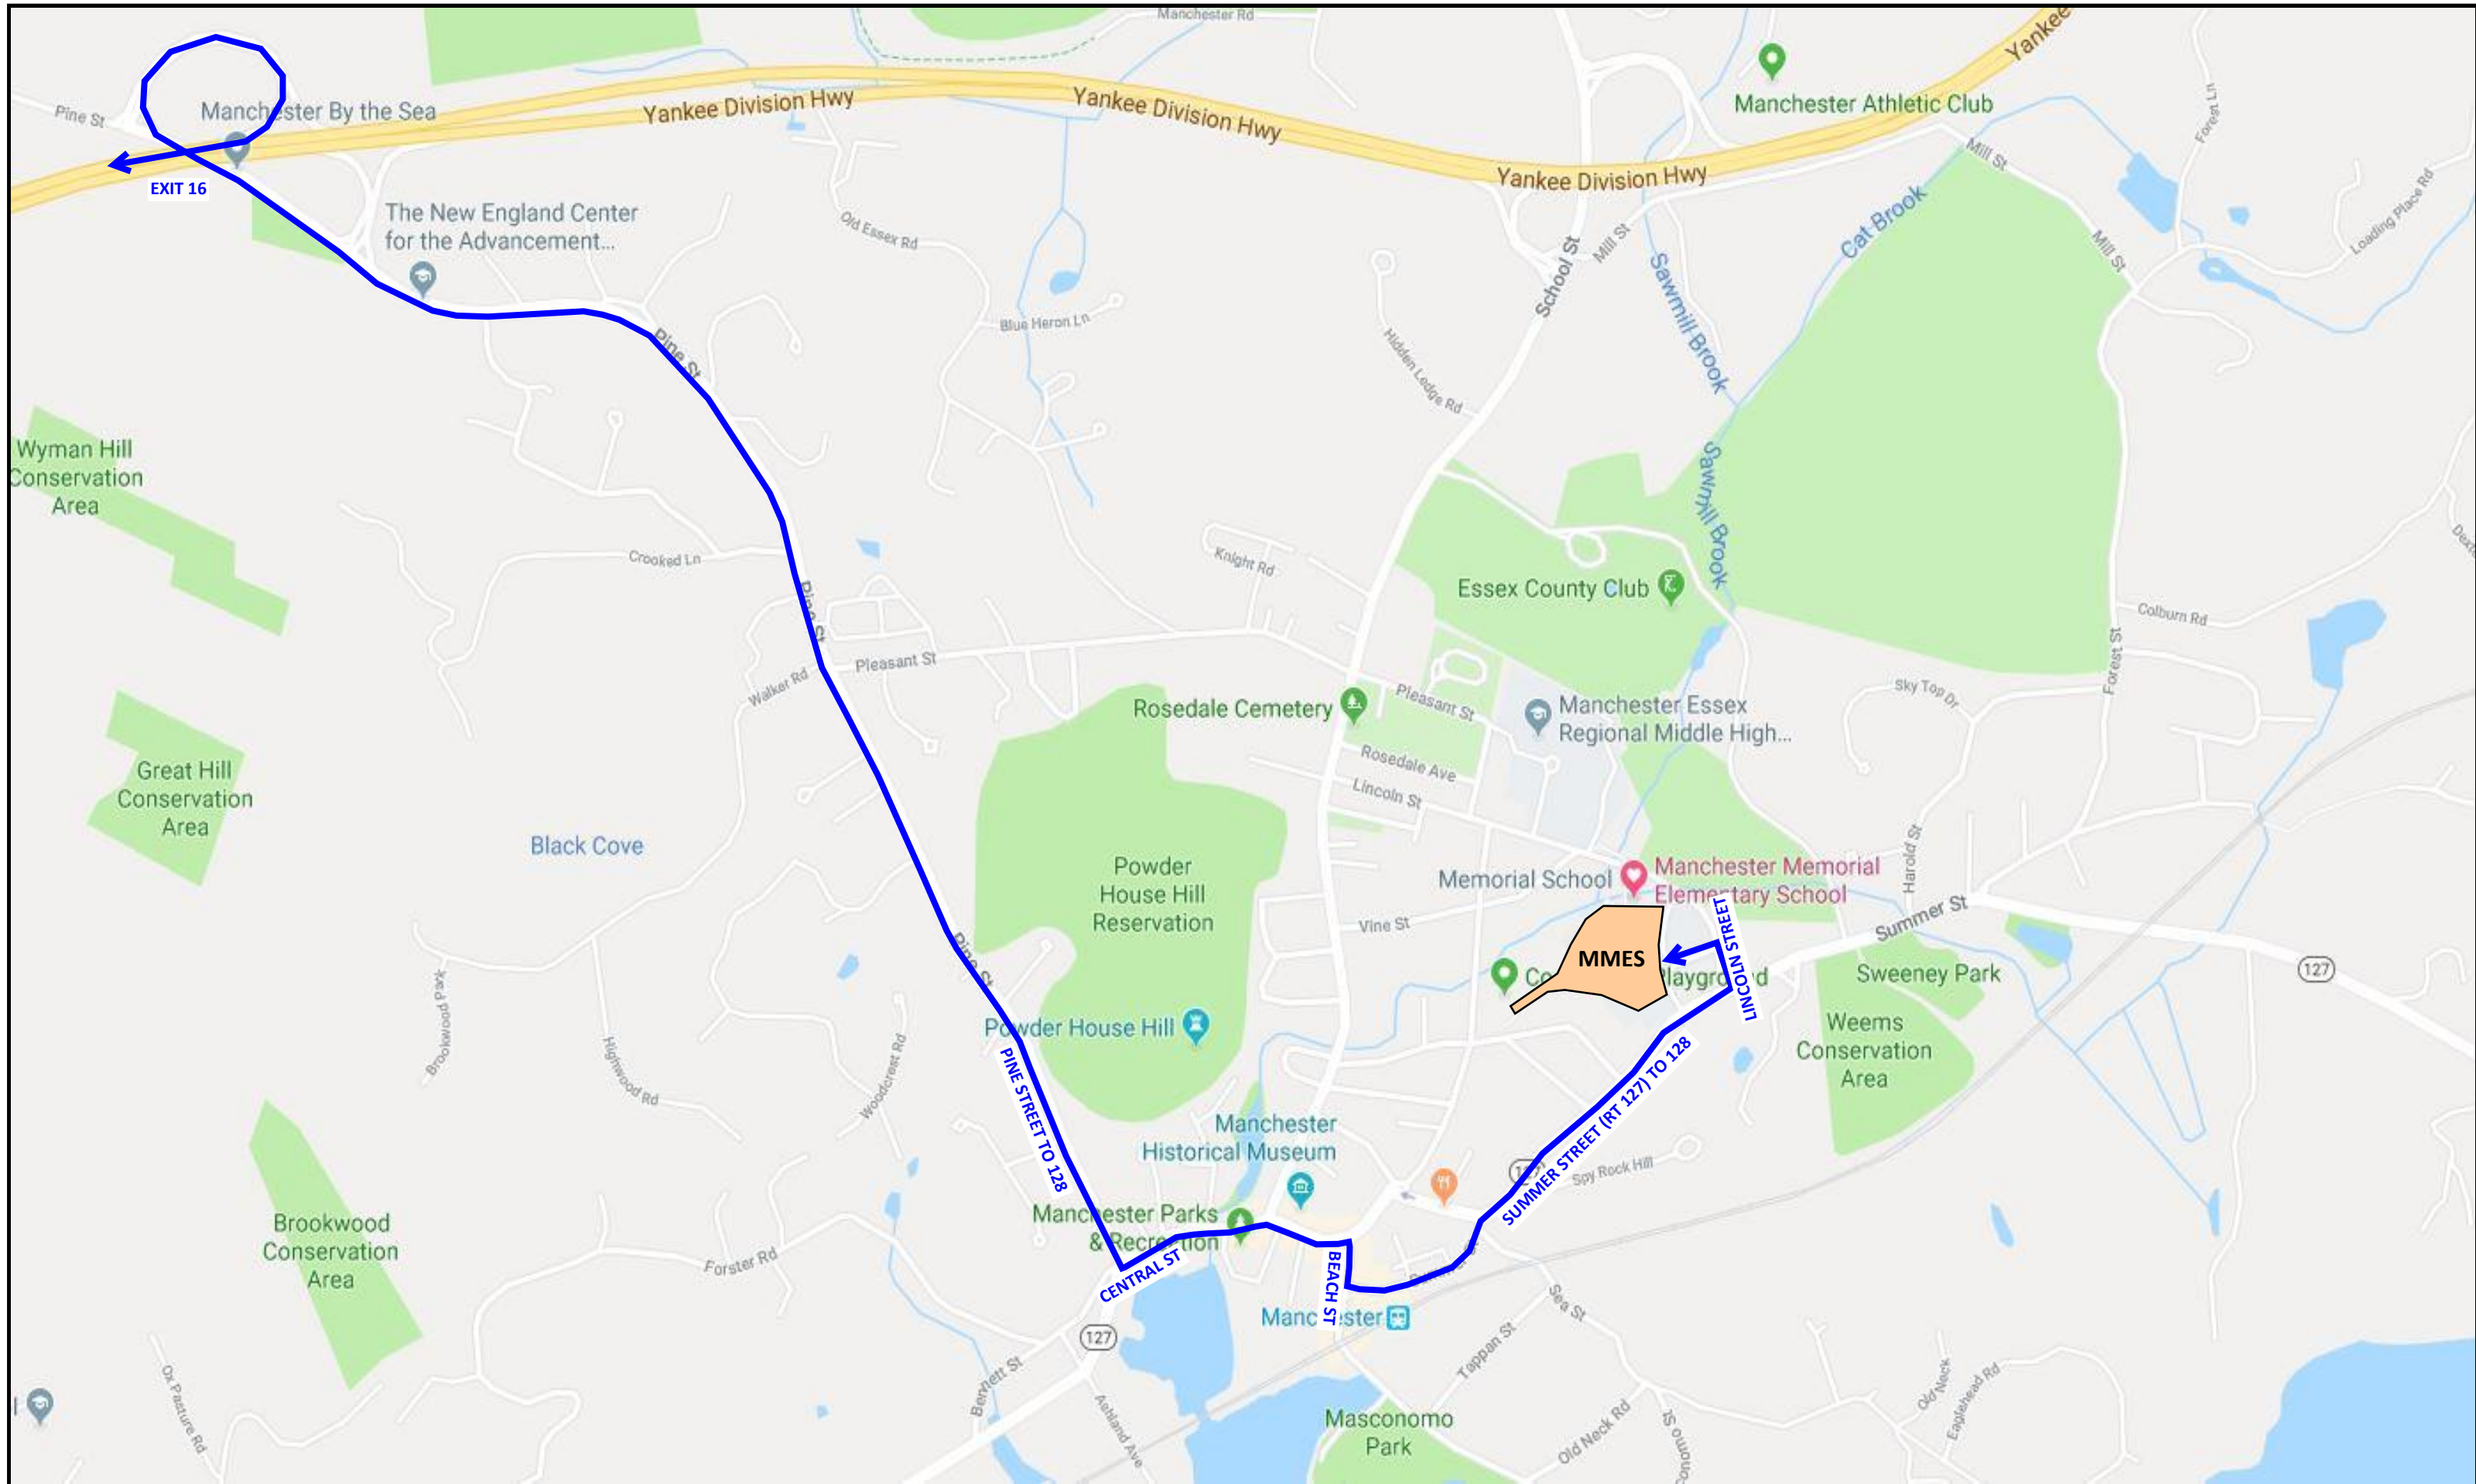 Manchester Rd
Yankee
Manchester Athletic Club
Forest Ln
Pine St
Manchester By the Sea
Yankee Division Hwy
Yankee Division Hwy
Yankee Division Hwy
Mill St
EXIT 16
The New England Center
for the Advancement...
Old Essex Rd
School St
Mill St
Sawmill Brook
Cat Brook
Mill St
Loading Place Rd
Blue Heron Ln
Pine St
Hidden Ledge Rd
Wyman Hill
Conservation
Area
Sawmill Brook
Crooked Ln
Knight Rd
Essex County Club
Colburn Rd
Pine St
Pleasant St
Walker Rd
Forest St
Sky Top Dr
Rosedale Cemetery
Pleasant St
Manchester Essex
Regional Middle High...
Rosedale Ave
Lincoln St
Great Hill
Conservation
Area
Black Cove
Powder
House Hill
Reservation
Memorial School
Manchester Memorial
Elementary School
Harold St
Summer St
Vine St
LINCOLN STREET
MMES
Co
layground
Sweeney Park
127
Pine St
Brookwood Park
Highwood Rd
Woodcrest Rd
Powder House Hill
Weems
Conservation
Area
PINE STREET TO 128
SUMMER STREET (RT 127) TO 128
Manchester
Historical Museum
Spy Rock Hill
Manchester Parks
& Recreation
Brookwood
Conservation
Area
Forster Rd
CENTRAL ST
BEACH ST
Manchester
Sea St
127
Tappan St
Bennett St
Ox Pasture Rd
Ashland Ave
Masconomo
Park
Old Neck Rd
Old Neck
Eaglehead Rd